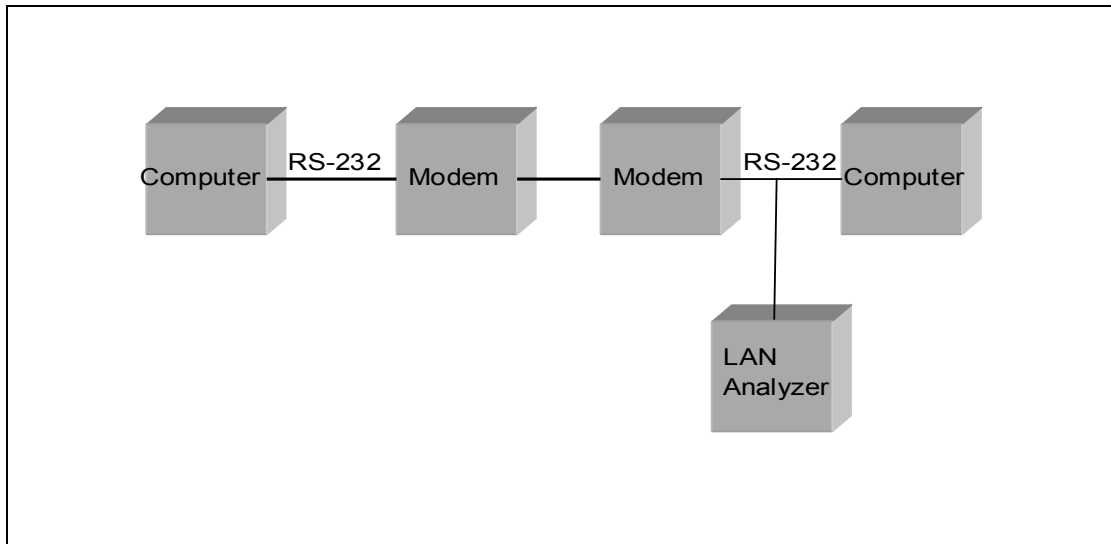 RS-232
RS-232
Computer
Modem
Modem
Computer
LAN
Analyzer